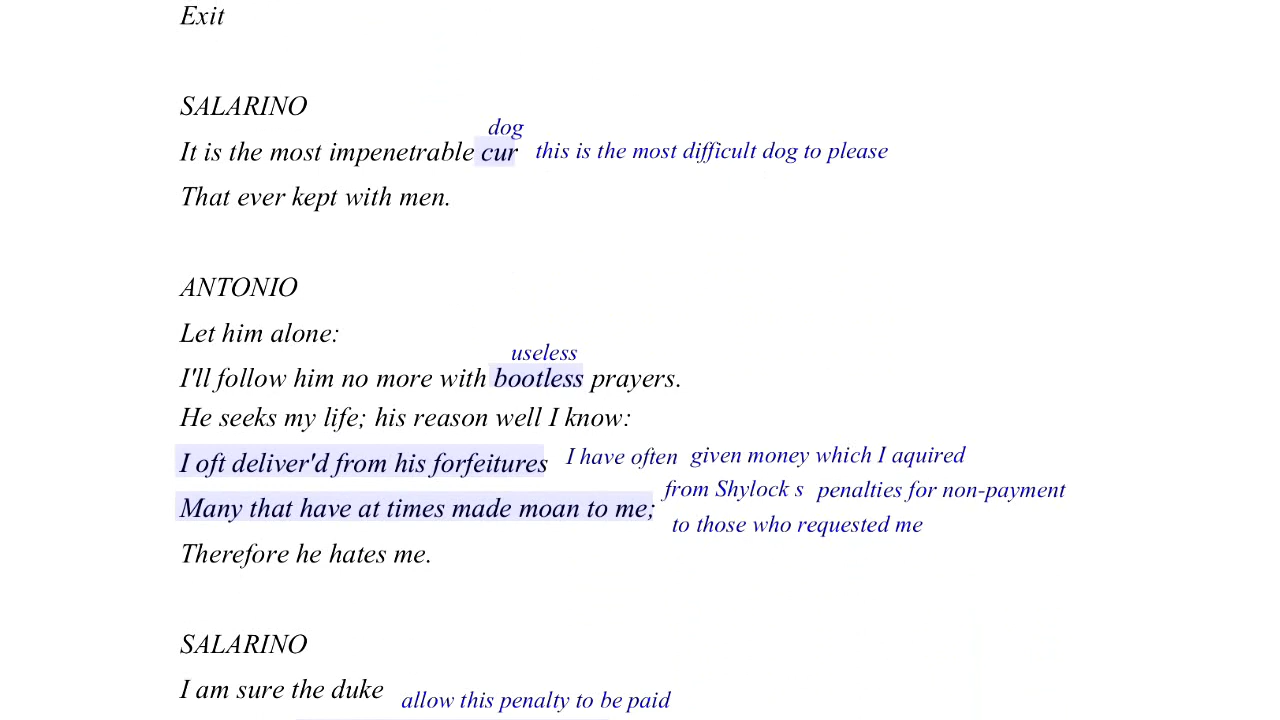 Exit
SALARINO
dog
It is the most impenetrable cur this is the most difficult dog to please
That ever kept with men.
ANTONIO
Let him alone:
useless
I'll follow him no more with bootless prayers.
He seeks my life; his reason well I know:
I oft deliver'd from his forfeitures I have often given money which I aquired
from Shylock s penalties for non-payment
Many that have at times made moan to me;
to those who requested me
Therefore he hates me.
SALARINO
I am sure the duke
allow this penalty to be paid